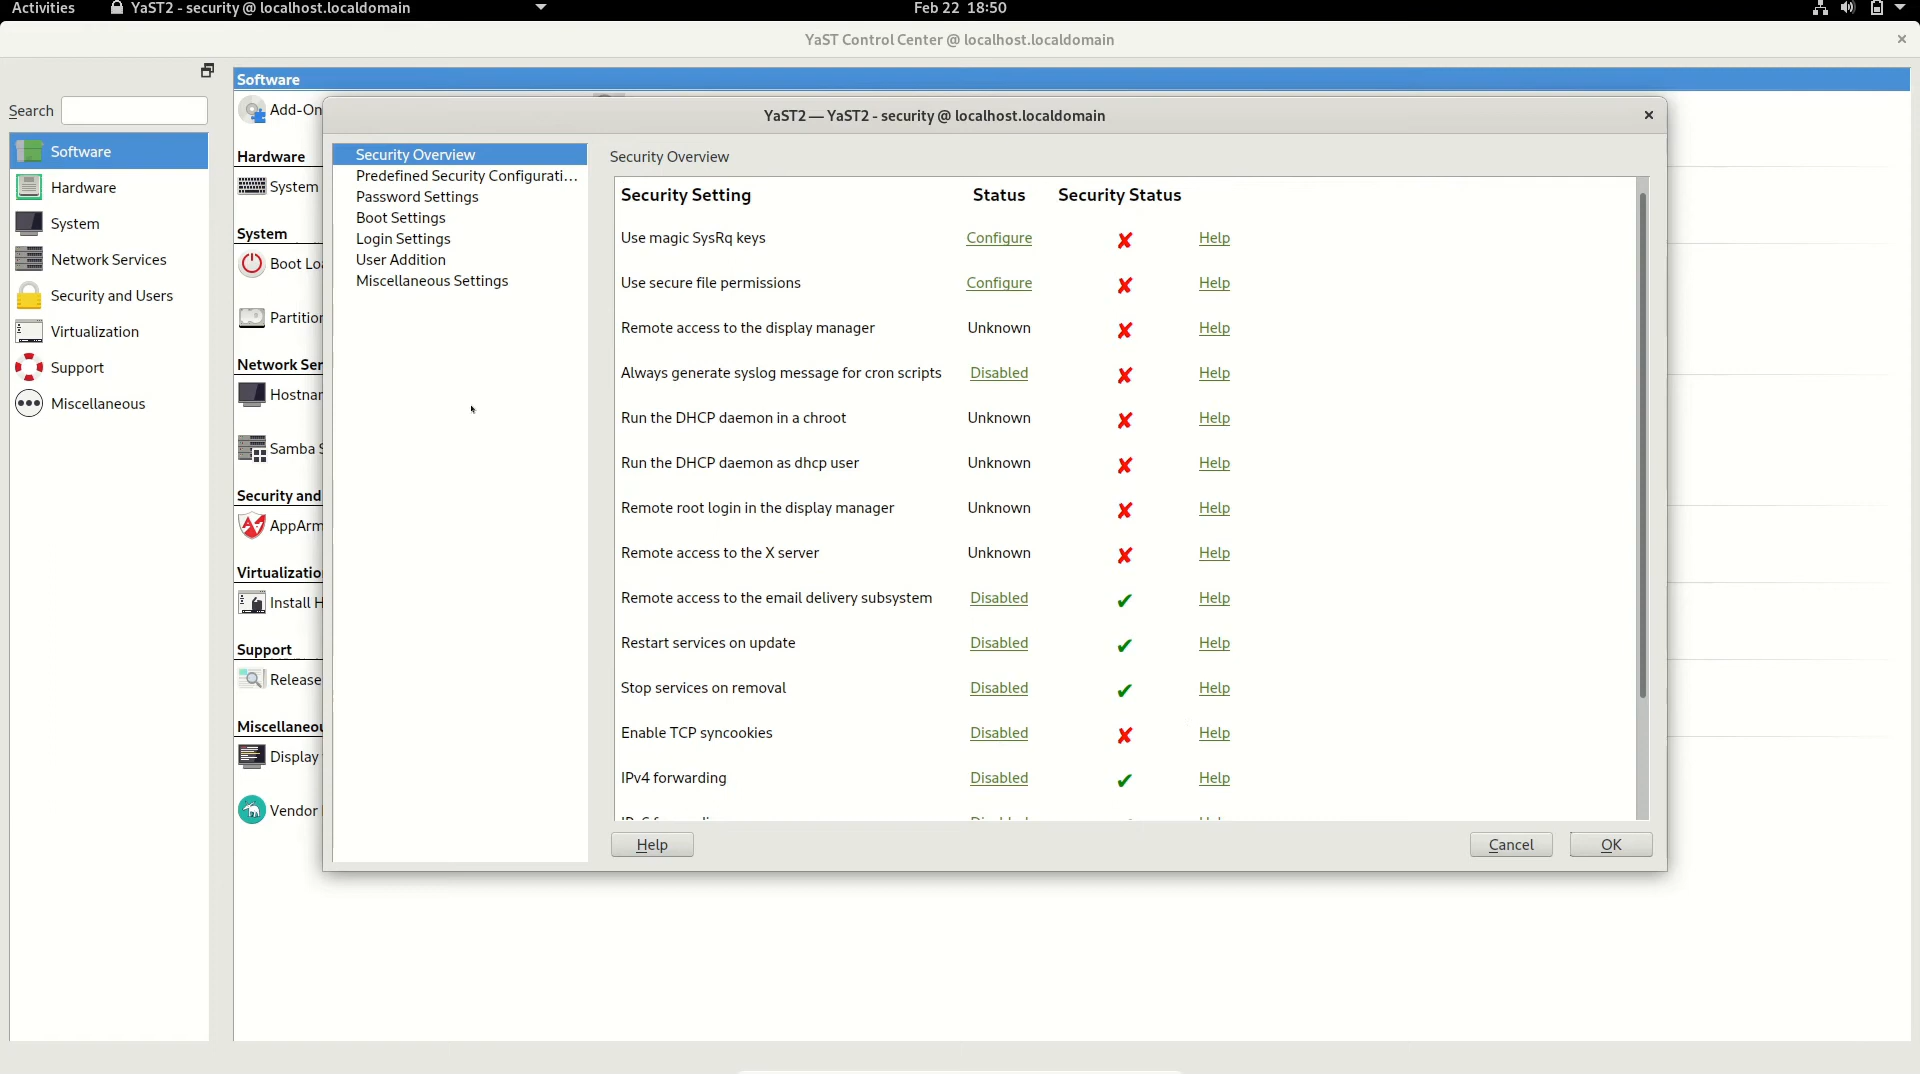 Activities
YaST2 - security @ localhost.localdomain
Feb 22 18:50
YaST Control Center @ localhost.localdomain
Search
Software
Hardware
System
Network Services
Security and Users
Virtualization
Support
Miscellaneous
Software
Add-On
Hardware
System
System
Boot Loa
Partition
Network Ser
Hostnam
Samba S
Security and
AppArm
Virtualizatio
Install H
Support
Release
Miscellaneou
Display
Vendor
YaST2 — YaST2 - security @ localhost.localdomain
Security Overview
Predefined Security Configurati...
Password Settings
Boot Settings
Login Settings
User Addition
Miscellaneous Settings
Security Overview
Security Setting Status Security Status
Use magic SysRq keys Configure ✘ Help
Use secure file permissions Configure ✘ Help
Remote access to the display manager Unknown ✘ Help
Always generate syslog message for cron scripts Disabled ✘ Help
Run the DHCP daemon in a chroot Unknown ✘ Help
Run the DHCP daemon as dhcp user Unknown ✘ Help
Remote root login in the display manager Unknown ✘ Help
Remote access to the X server Unknown ✘ Help
Remote access to the email delivery subsystem Disabled ✔ Help
Restart services on update Disabled ✔ Help
Stop services on removal Disabled ✔ Help
Enable TCP syncookies Disabled ✘ Help
IPv4 forwarding Disabled ✔ Help
Help
Cancel
OK